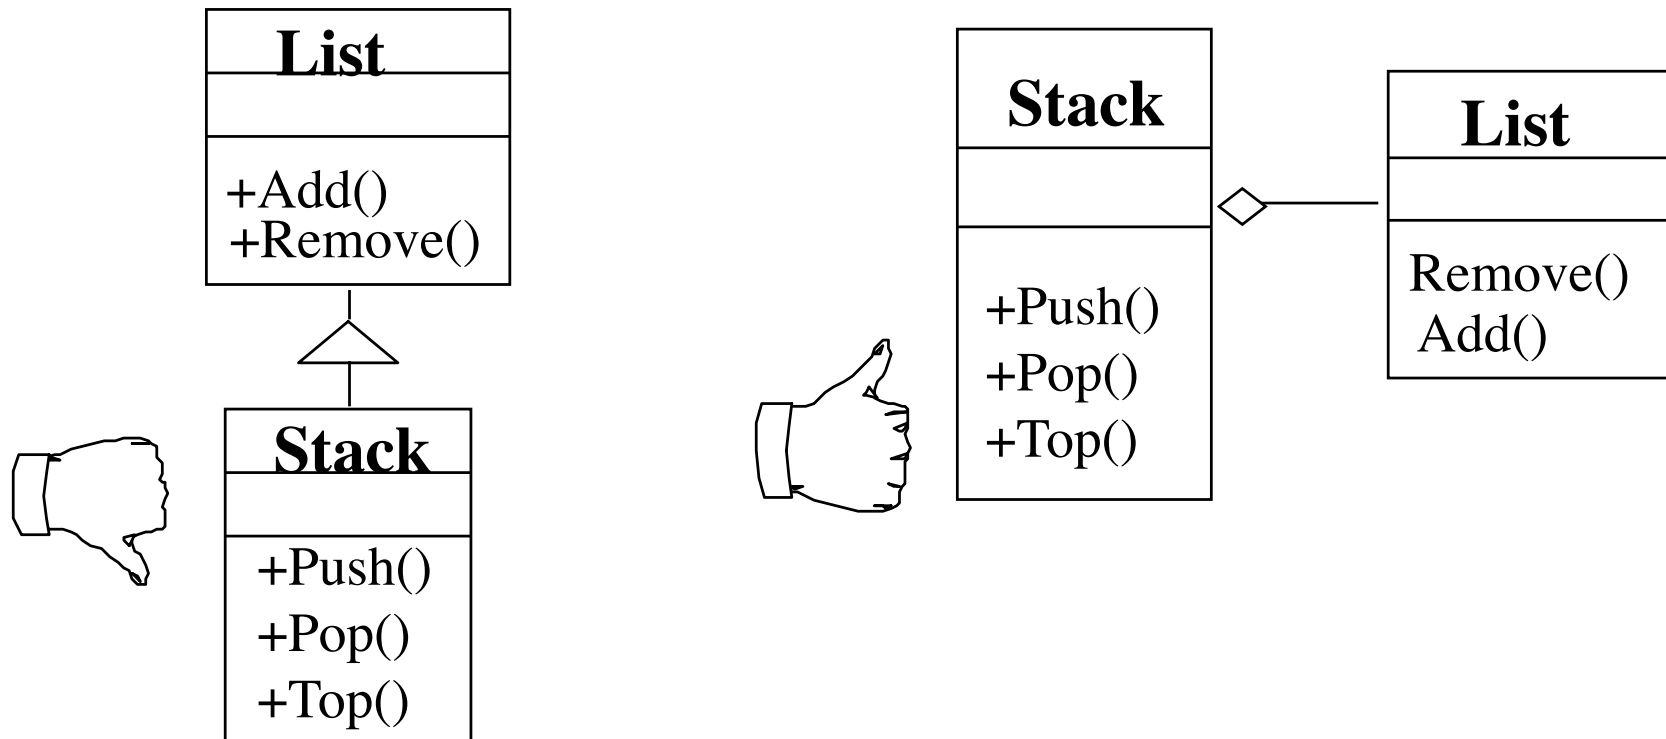 List
+Add()
+Remove()
Stack
+Push()
+Pop()
+Top()
Stack
+Push()
+Pop()
+Top()
List
Remove()
Add()